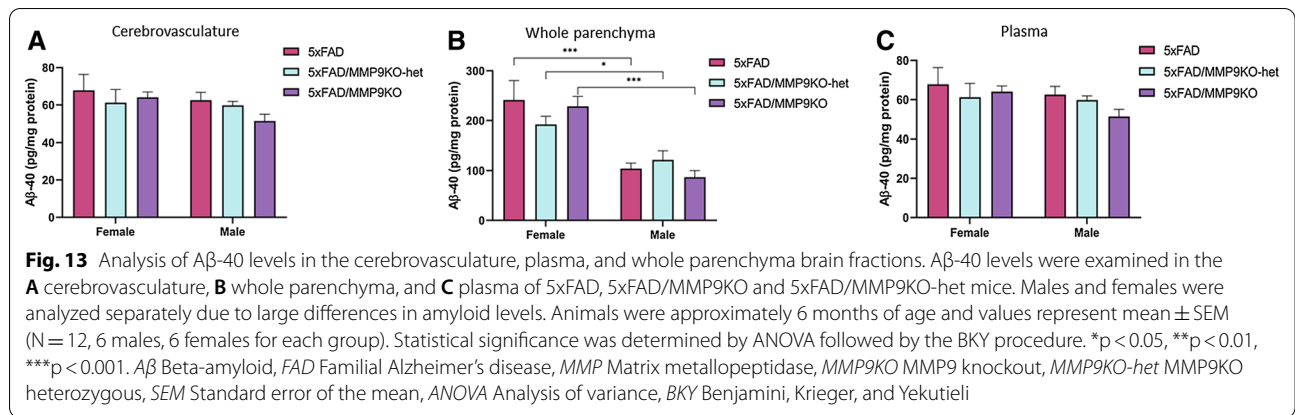 A
Cerebrovasculature
5xFAD
5xFAD/MMP9KO-het
5xFAD/MMP9KO
Aβ-40 (pg/mg protein)
80
60
40
20
0
Female
Male
B
Whole parenchyma
***
*
***
5xFAD
5xFAD/MMP9KO-het
5xFAD/MMP9KO
Aβ-40 (pg/mg protein)
300
200
100
0
Female
Male
C
Plasma
5xFAD
5xFAD/MMP9KO-het
5xFAD/MMP9KO
Aβ-40 (pg/mg protein)
80
60
40
20
0
Female
Male
Fig. 13 Analysis of Aβ-40 levels in the cerebrovasculature, plasma, and whole parenchyma brain fractions. Aβ-40 levels were examined in the
A cerebrovasculature, B whole parenchyma, and C plasma of 5xFAD, 5xFAD/MMP9KO and 5xFAD/MMP9KO-het mice. Males and females were
analyzed separately due to large differences in amyloid levels. Animals were approximately 6 months of age and values represent mean ± SEM
(N = 12, 6 males, 6 females for each group). Statistical significance was determined by ANOVA followed by the BKY procedure. *p < 0.05, **p < 0.01,
***p < 0.001. Aβ Beta-amyloid, FAD Familial Alzheimer's disease, MMP Matrix metallopeptidase, MMP9KO MMP9 knockout, MMP9KO-het MMP9KO
heterozygous, SEM Standard error of the mean, ANOVA Analysis of variance, BKY Benjamini, Krieger, and Yekutieli